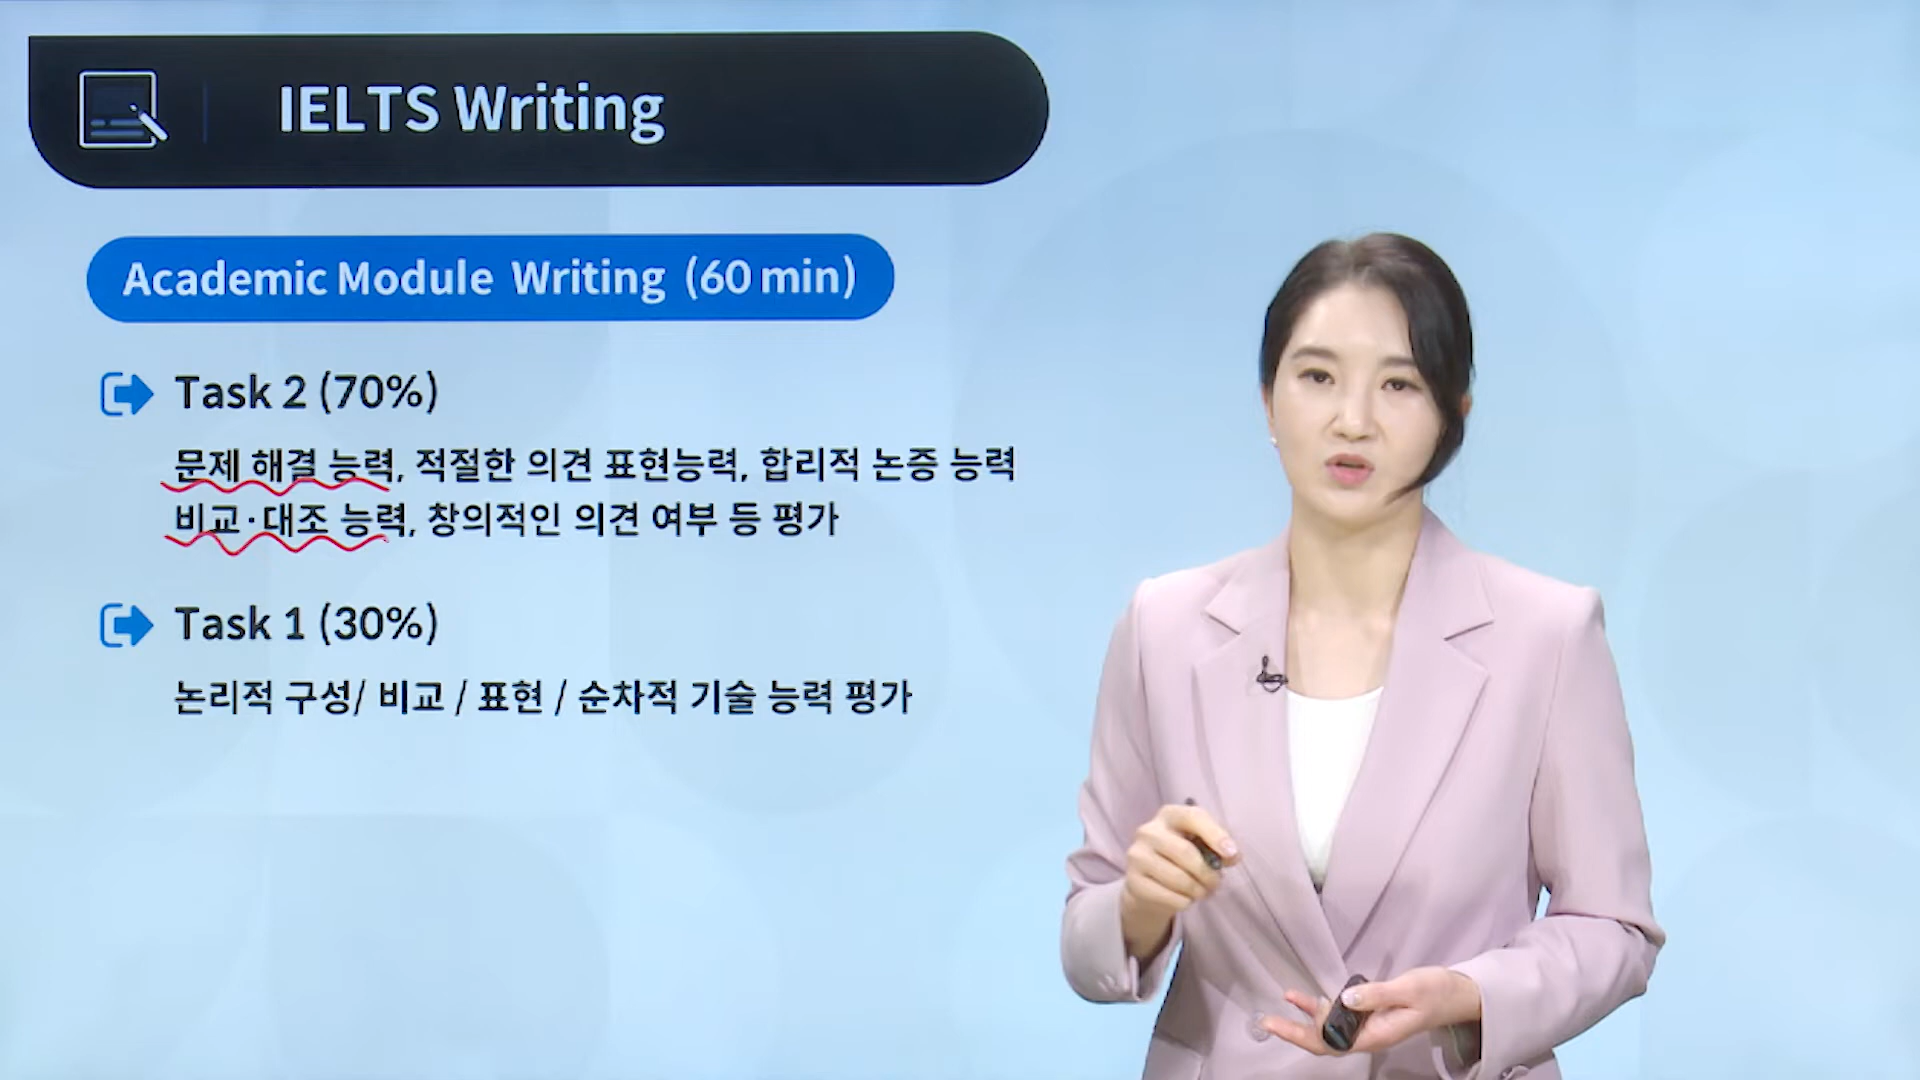 IELTS Writing
Academic Module Writing (60 min)
Task 2 (70%)
문제 해결 능력, 적절한 의견 표현능력, 합리적 논증 능력
비교·대조 능력, 창의적인 의견 여부 등 평가
Task 1 (30%)
논리적 구성/ 비교 / 표현 / 순차적 기술 능력 평가